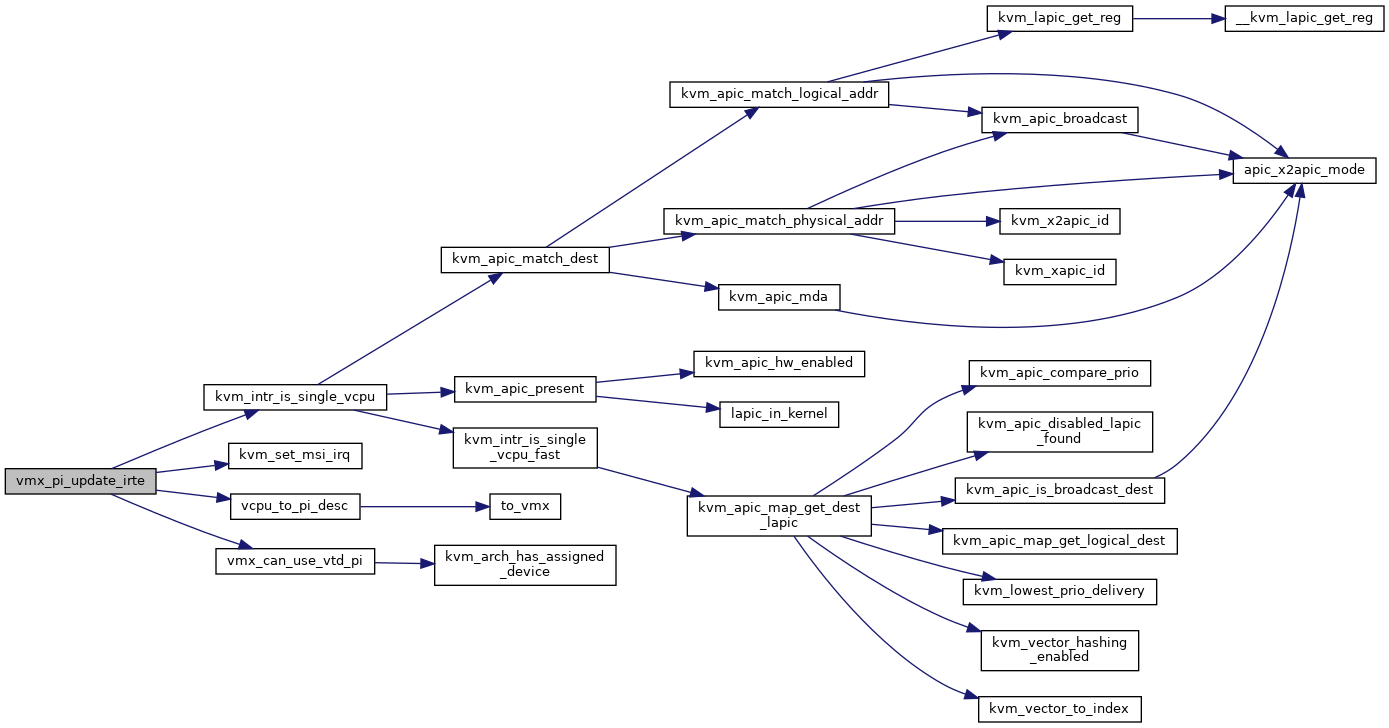 kvm_lapic_get_reg
__kvm_lapic_get_reg
kvm_apic_match_logical_addr
kvm_apic_broadcast
apic_x2apic_mode
kvm_apic_match_physical_addr
kvm_x2apic_id
kvm_apic_match_dest
kvm_xapic_id
kvm_apic_mda
kvm_apic_hw_enabled
kvm_apic_compare_prio
kvm_apic_present
kvm_intr_is_single_vcpu
lapic_in_kernel
kvm_apic_disabled_lapic
_found
kvm_intr_is_single
_vcpu_fast
kvm_set_msi_irq
vmx_pi_update_irte
kvm_apic_is_broadcast_dest
vcpu_to_pi_desc
to_vmx
kvm_apic_map_get_dest
_lapic
kvm_apic_map_get_logical_dest
vmx_can_use_vtd_pi
kvm_arch_has_assigned
_device
kvm_lowest_prio_delivery
kvm_vector_hashing
_enabled
kvm_vector_to_index